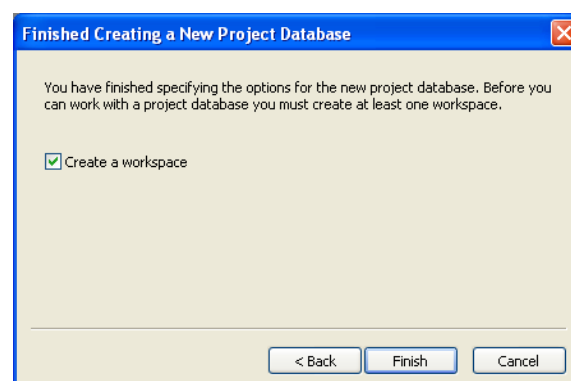 Finished Creating a New Project Database
You have finished specifying the options for the new project database. Before you
can work with a project database you must create at least one workspace.
Create a workspace
< Back
Finish
Cancel